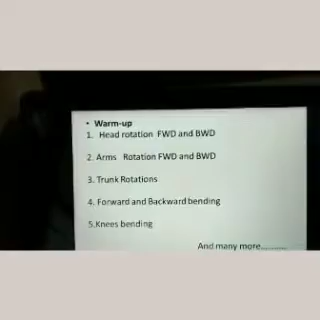 • Warm-up
1. Head rotation FWD and BWD
2. Arms Rotation FWD and BWD
3. Trunk Rotations
4. Forward and Backward bending
5.Knees bending
And many more..........